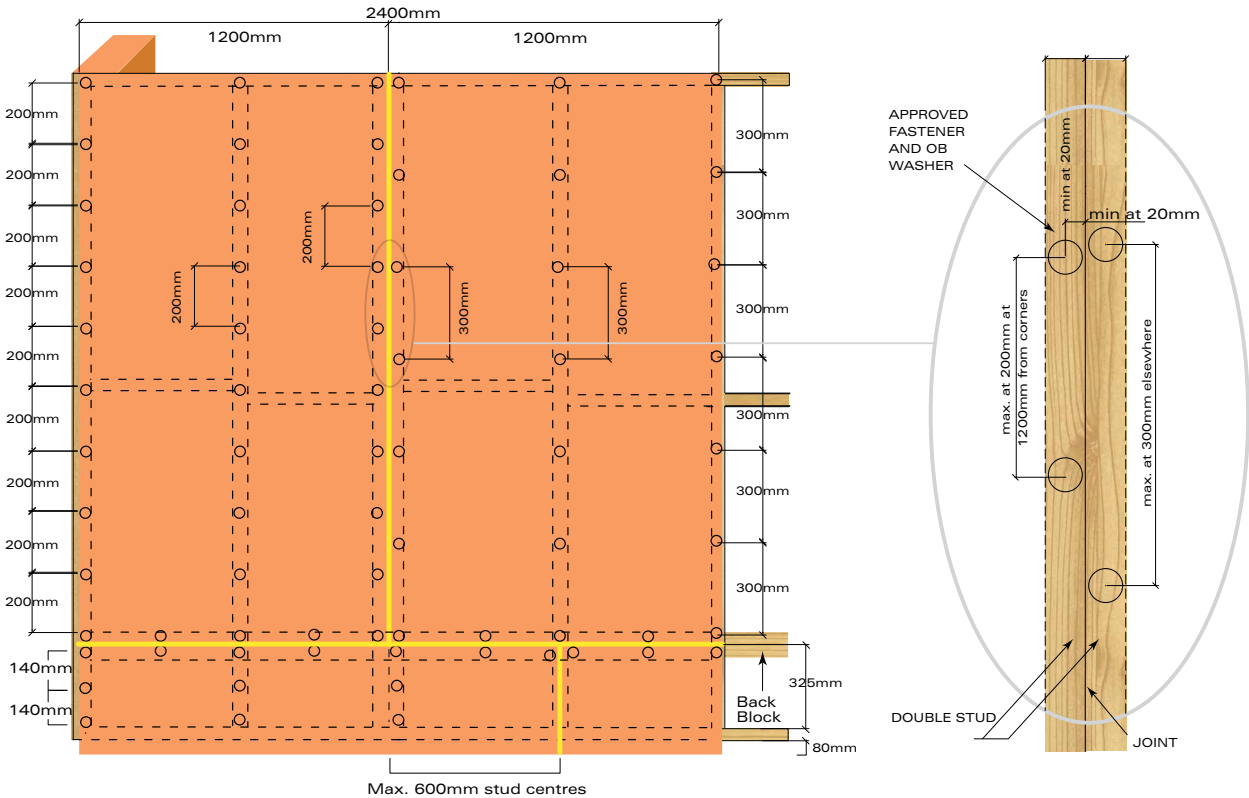 2400mm
1200mm
1200mm
200mm
200mm
200mm
200mm
200mm
200mm
200mm
200mm
200mm
140mm
140mm
200mm
200mm
300mm
300mm
300mm
300mm
300mm
300mm
300mm
300mm
325mm
Back
Block
80mm
Max. 600mm stud centres
APPROVED
FASTENER
AND OB
WASHER
min at 20mm
min at 20mm
max. at 200mm at
1200mm from corners
max. at 300mm elsewhere
DOUBLE STUD
JOINT